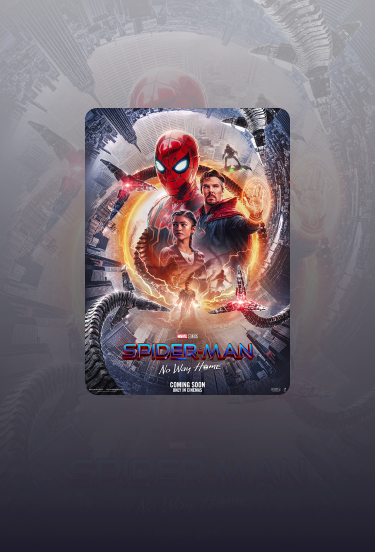 MARVEL STUDIOS
SPIDER-MAN
No Way Home
COMING SOON
ONLY IN CINEMAS